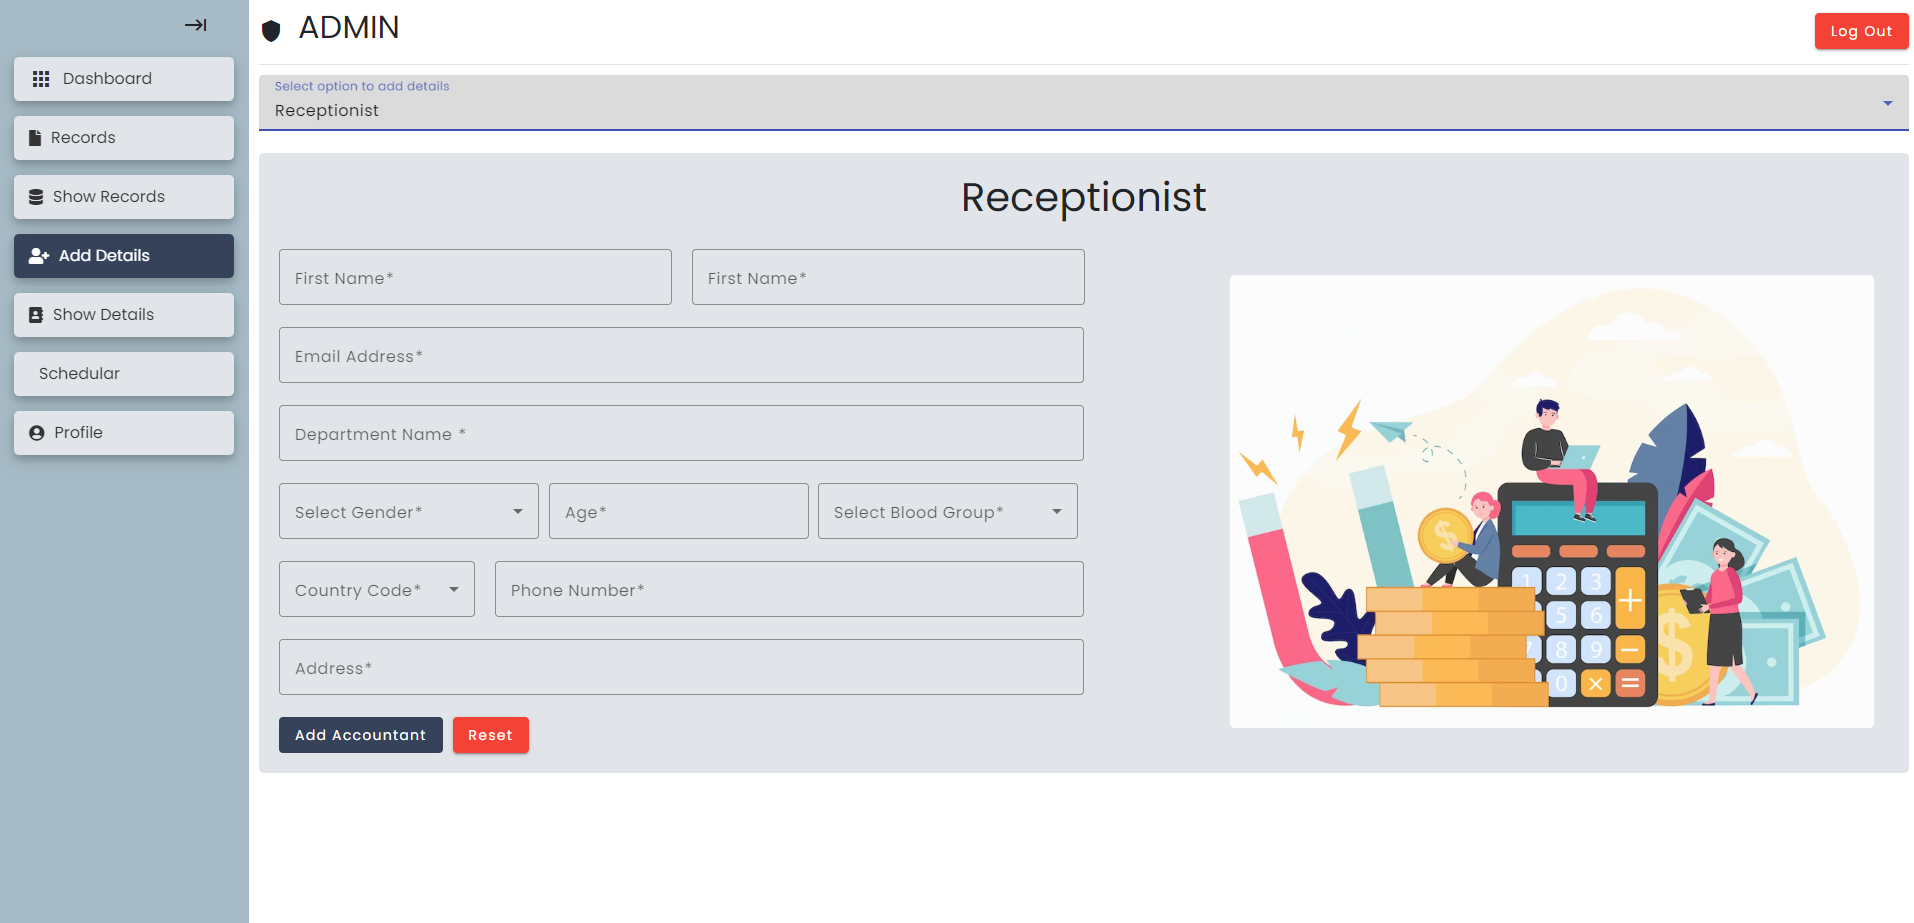 ADMIN
Log Out
Dashboard
Records
Show Records
Add Details
Show Details
Schedular
Profile
Select option to add details
Receptionist
Receptionist
First Name*
First Name*
Email Address*
Department Name *
Select Gender*
Age*
Select Blood Group*
Country Code*
Phone Number*
Address*
Add Accountant
Reset
$
1 2 3 +
5 6
7 8 9 −
0 × =
$